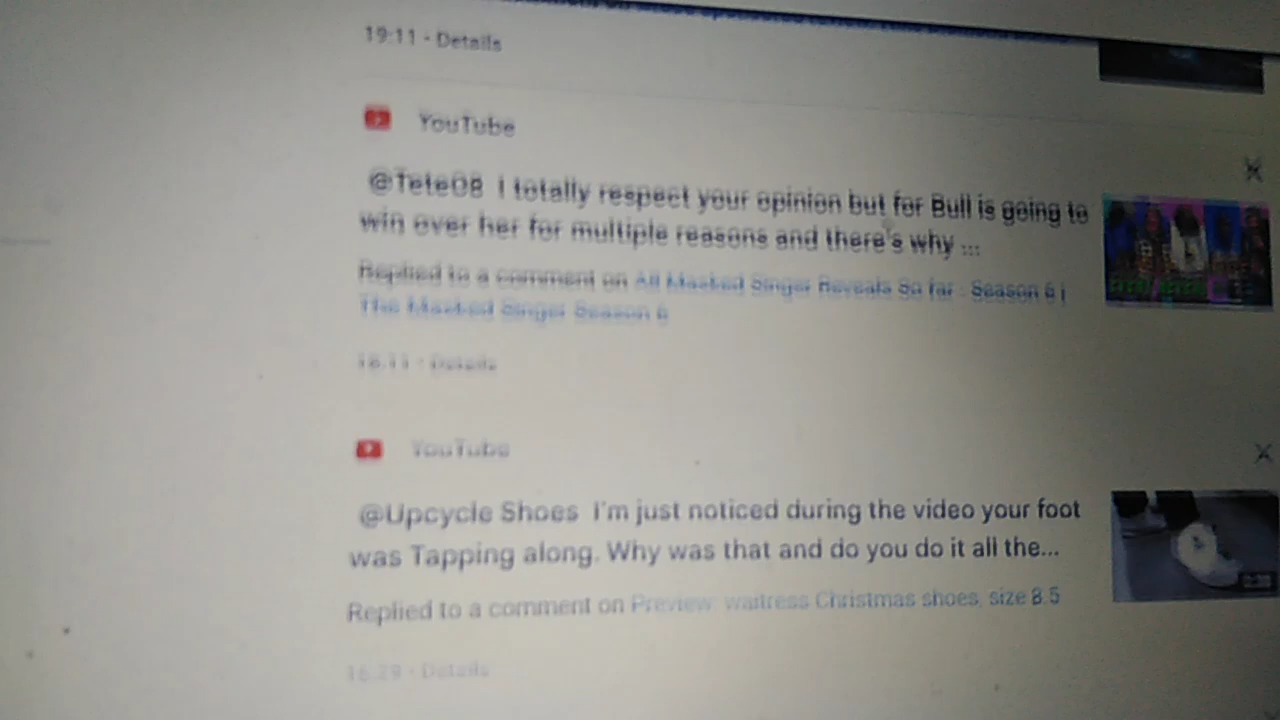 19:11 • Details
YouTube
@Tete08 I totally respect your opinion but for Bull is going to
win over her for multiple reasons and there's why ...
Replied to a comment on All Masked Singer Reveals So far : Season 6 |
The Masked Singer Season 6
18:11 • Details
YouTube
@Upcycle Shoes I'm just noticed during the video your foot
was Tapping along. Why was that and do you do it all the...
Replied to a comment on Preview: waitress Christmas shoes, size 8.5
16:29 • Details